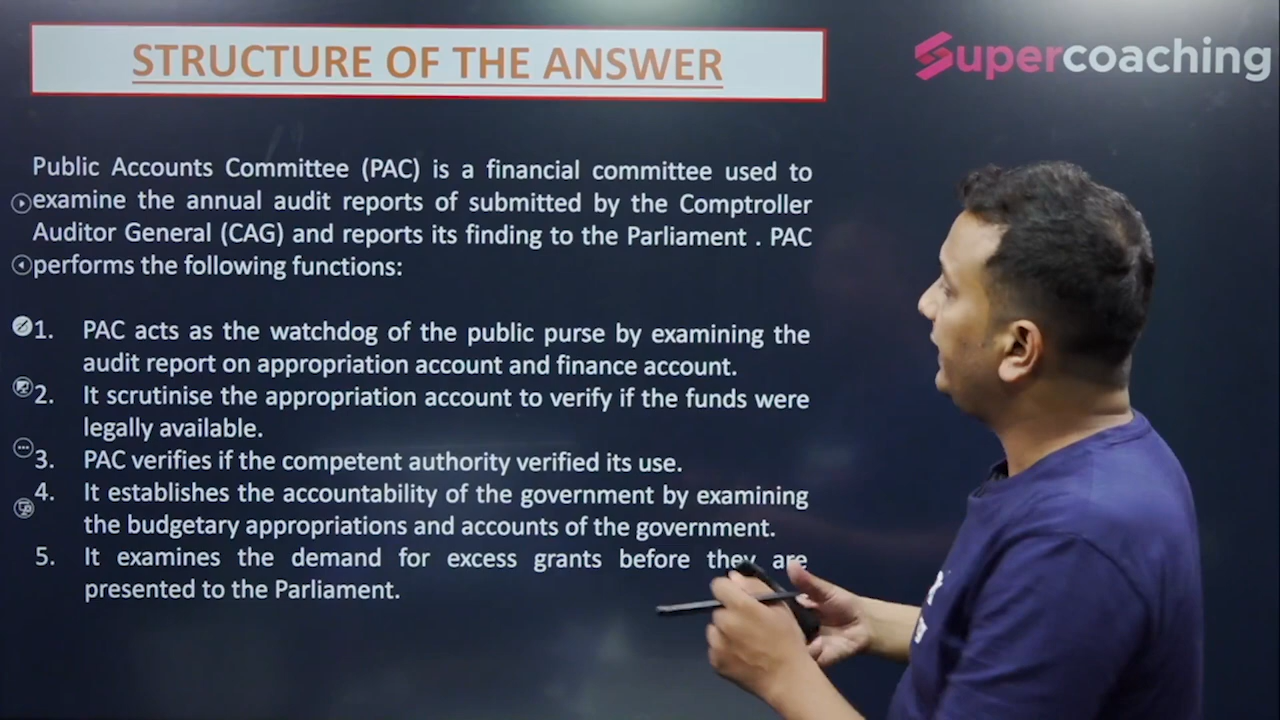 STRUCTURE OF THE ANSWER
Supercoaching
Public Accounts Committee (PAC) is a financial committee used to
examine the annual audit reports of submitted by the Comptroller
Auditor General (CAG) and reports its finding to the Parliament . PAC
performs the following functions:
1. PAC acts as the watchdog of the public purse by examining the
audit report on appropriation account and finance account.
2. It scrutinise the appropriation account to verify if the funds were
legally available.
3. PAC verifies if the competent authority verified its use.
4. It establishes the accountability of the government by examining
the budgetary appropriations and accounts of the government.
5. It examines the demand for excess grants before they are
presented to the Parliament.